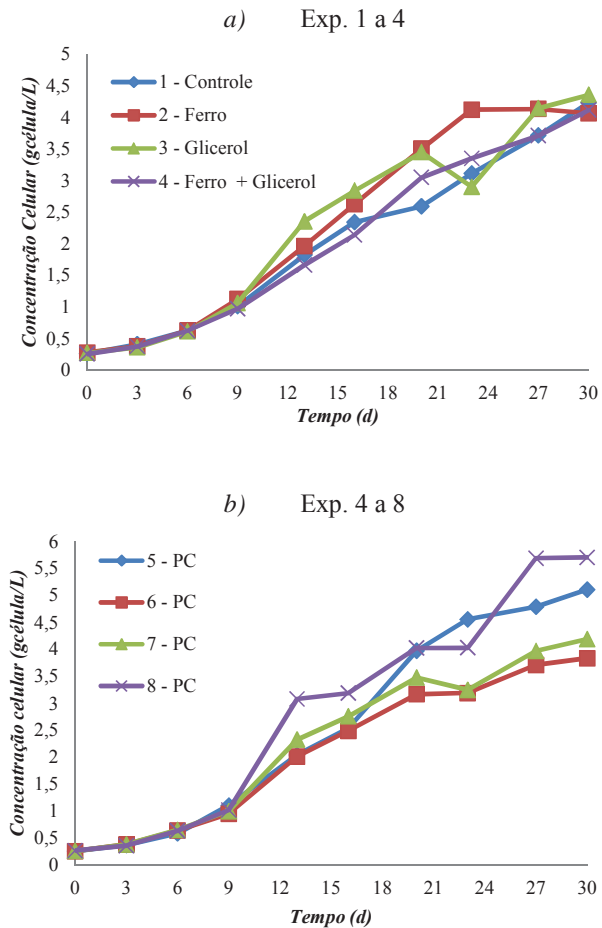 a) Exp. 1 a 4
Concentração Celular (gcélula/L)
5
4,5
4
3,5
3
2,5
2
1,5
1
0,5
0
1 - Controle
2 - Ferro
3 - Glicerol
4 - Ferro + Glicerol
0 3 6 9 12 15 18 21 24 27 30
Tempo (d)
b) Exp. 4 a 8
Concentração celular (gcélula/L)
6
5,5
5
4,5
4
3,5
3
2,5
2
1,5
1
0,5
0
5 - PC
6 - PC
7 - PC
8 - PC
0 3 6 9 12 15 18 21 24 27 30
Tempo (d)